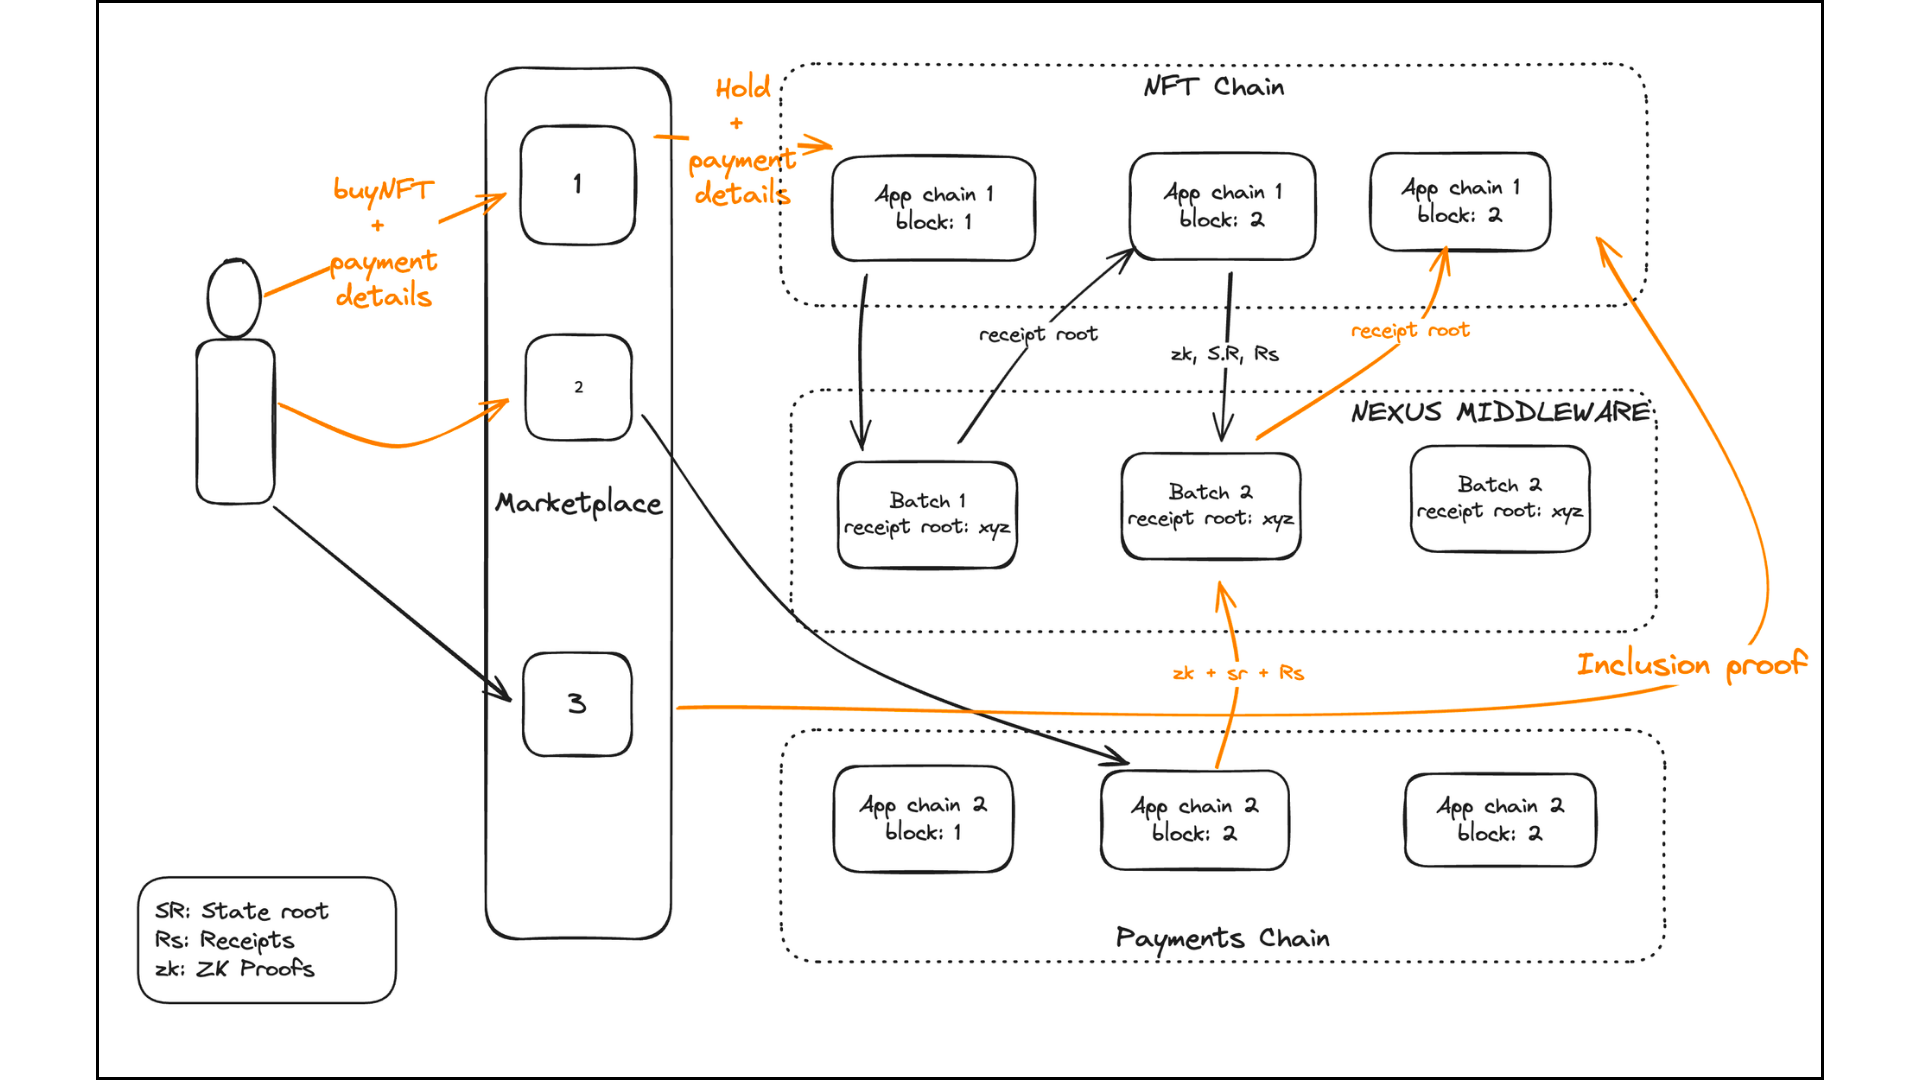 buyNFT
+
payment
details
1
2
Marketplace
3
Hold
+
payment
details
NFT Chain
App chain 1
block: 1
App chain 1
block: 2
App chain 1
block: 2
receipt root
zk, S.R, Rs
receipt root
NEXUS MIDDLEWARE
Batch 1
receipt root: xyz
Batch 2
receipt root: xyz
Batch 2
receipt root: xyz
zk + sr + Rs
Inclusion proof
App chain 2
block: 1
App chain 2
block: 2
App chain 2
block: 2
Payments Chain
SR: State root
Rs: Receipts
zk: ZK Proofs